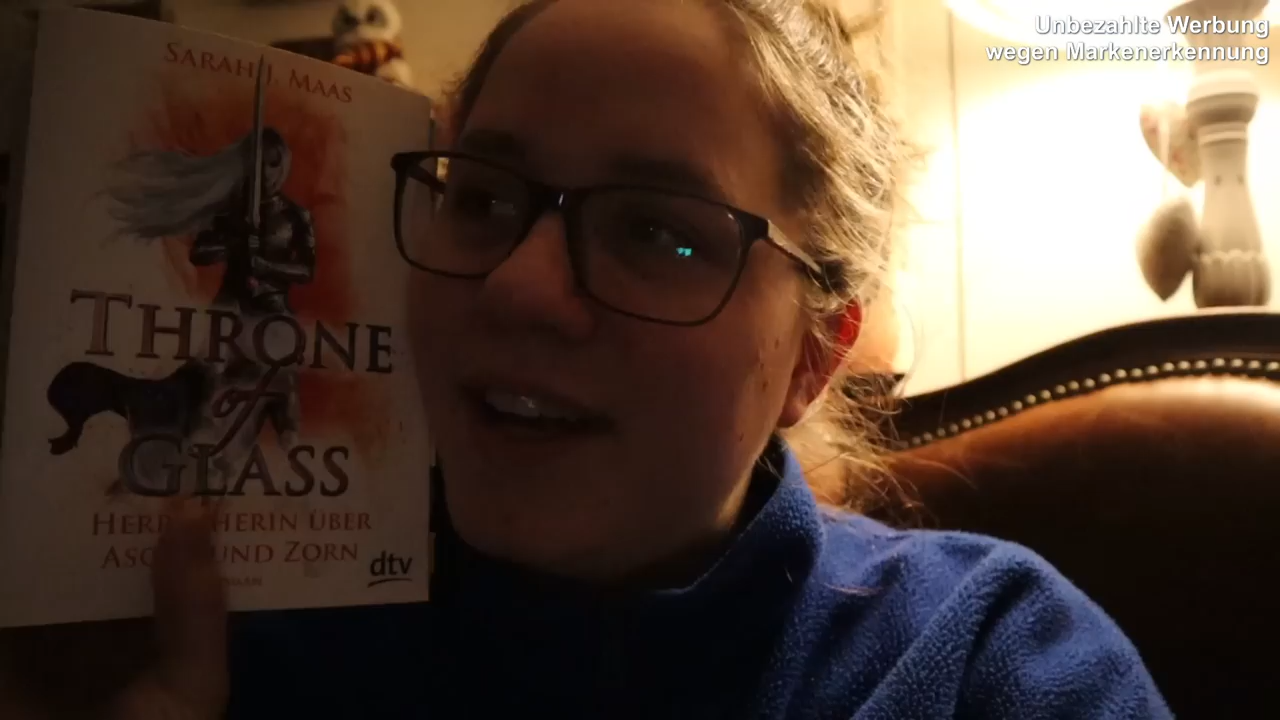 Unbezahlte Werbung
wegen Markenerkennung
SARAH J. MAAS
THRONE
of
GLASS
ÜBER
UND ZORN
dtv